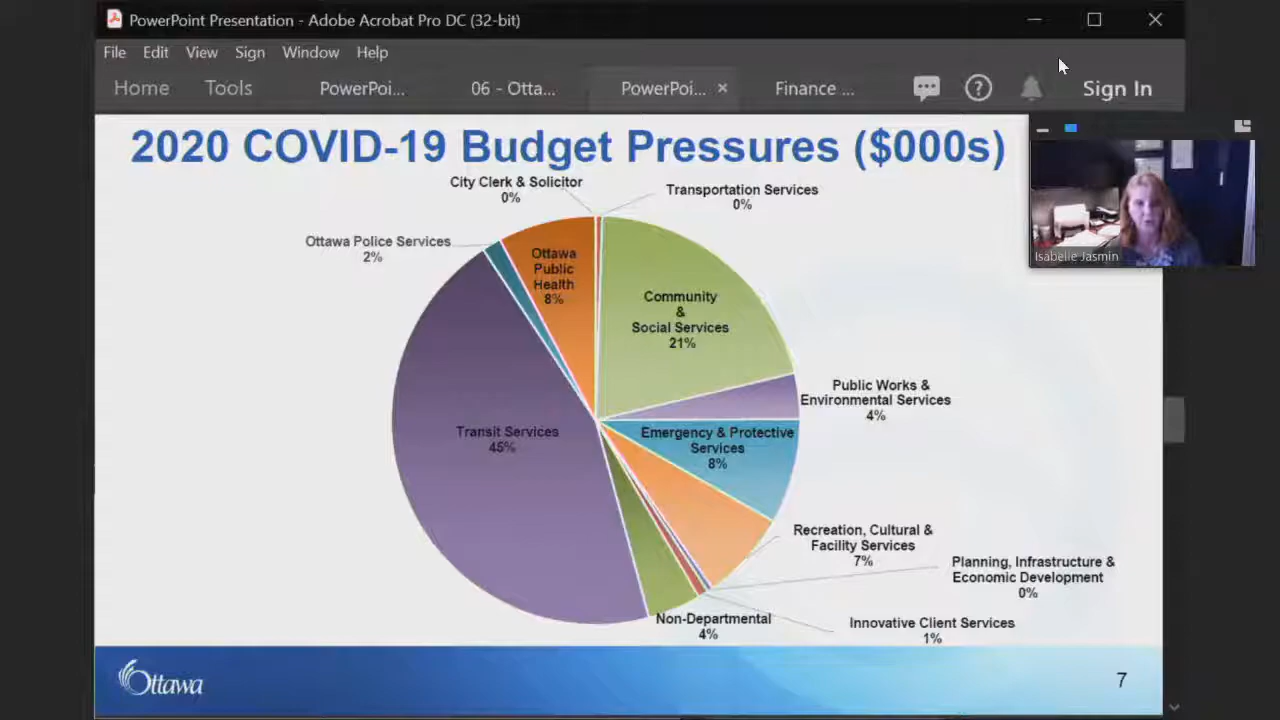 PowerPoint Presentation - Adobe Acrobat Pro DC (32-bit)
File Edit View Sign Window Help
Home Tools PowerPoi... 06 - Otta... PowerPoi... × Finance ... Sign In
2020 COVID-19 Budget Pressures ($000s)
City Clerk & Solicitor
0%
Transportation Services
0%
Ottawa Police Services
2%
Ottawa
Public
Health
8%
Community
&
Social Services
21%
Isabelle Jasmin
Public Works &
Environmental Services
4%
Transit Services
45%
Emergency & Protective
Services
8%
Recreation, Cultural &
Facility Services
7%
Planning, Infrastructure &
Economic Development
0%
Innovative Client Services
1%
Non-Departmental
4%
Ottawa
7